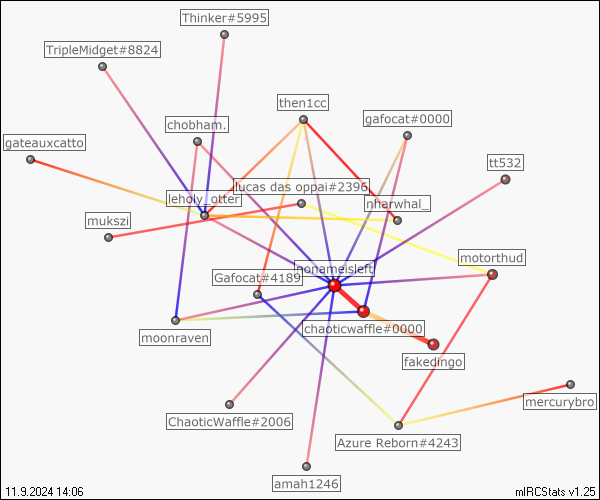 Thinker#5995
TripleMidget#8824
then1cc
gafocat#0000
chobham.
gateauxcatto
tt532
lucas das oppai#2396
leholy_otter
nharwhal_
mukszi
motorthud
nonameisleft
Gafocat#4189
chaoticwaffle#0000
moonraven
fakedingo
mercurybro
ChaoticWaffle#2006
Azure Reborn#4243
amah1246
11.9.2024 14:06
mIRCStats v1.25